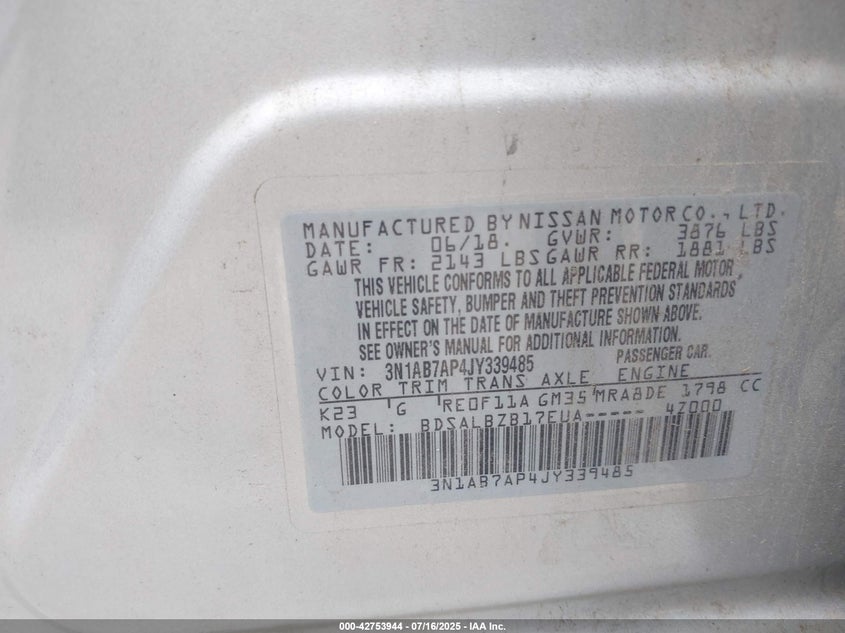 MANUFACTURED BY NISSAN MOTOR CO., LTD.
DATE: 06/18. GVWR: 3876 LBS
GAWR FR: 2143 LBS GAWR RR: 1881 LBS
THIS VEHICLE CONFORMS TO ALL APPLICABLE FEDERAL MOTOR
VEHICLE SAFETY, BUMPER AND THEFT PREVENTION STANDARDS
IN EFFECT ON THE DATE OF MANUFACTURE SHOWN ABOVE.
SEE OWNER'S MANUAL FOR ADDITIONAL INFORMATION.
VIN: 3N1AB7AP4JY339485 PASSENGER CAR.
COLOR TRIM TRANS AXLE ENGINE
K23 G RE0F11A GM35 MRA8DE 1798 CC
MODEL: BDSALBZB17EUA----- 4Z000
3N1AB7AP4JY339485
000-42753944 - 07/16/2025 - IAA Inc.